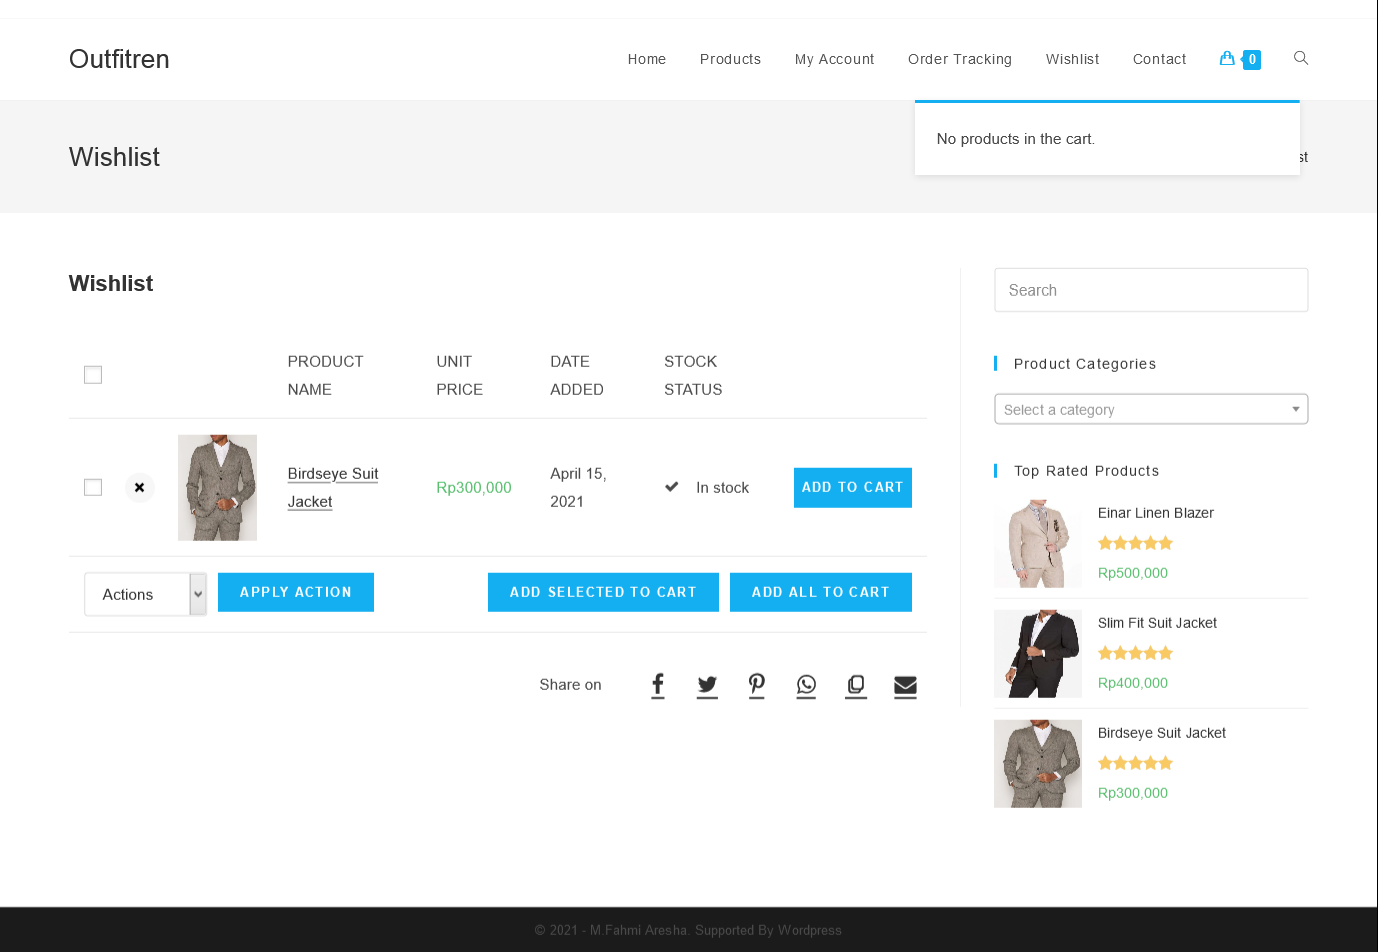 Outfitren
Home
Products
My Account
Order Tracking
Wishlist
Contact
0
No products in the cart.
Wishlist
st
Wishlist
PRODUCT
NAME
UNIT
PRICE
DATE
ADDED
STOCK
STATUS
Birdseye Suit
Jacket
Rp300,000
April 15,
2021
In stock
ADD TO CART
Actions
APPLY ACTION
ADD SELECTED TO CART
ADD ALL TO CART
Share on
Search
Product Categories
Select a category
Top Rated Products
Einar Linen Blazer
Rp500,000
Slim Fit Suit Jacket
Rp400,000
Birdseye Suit Jacket
Rp300,000
© 2021 - M.Fahmi Aresha. Supported By Wordpress